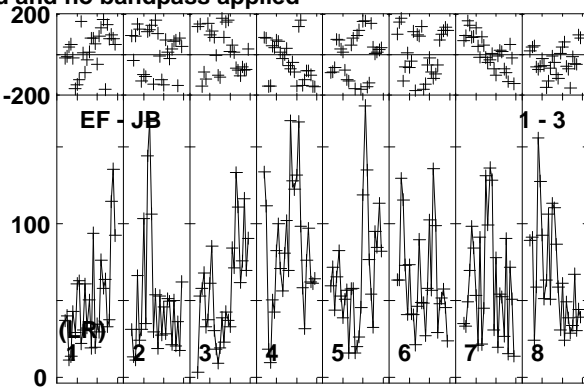 d and no bandpass applied
200
-200
EF - JB 1 - 3
100
(LR)
1 2 3 4 5 6 7 8
0